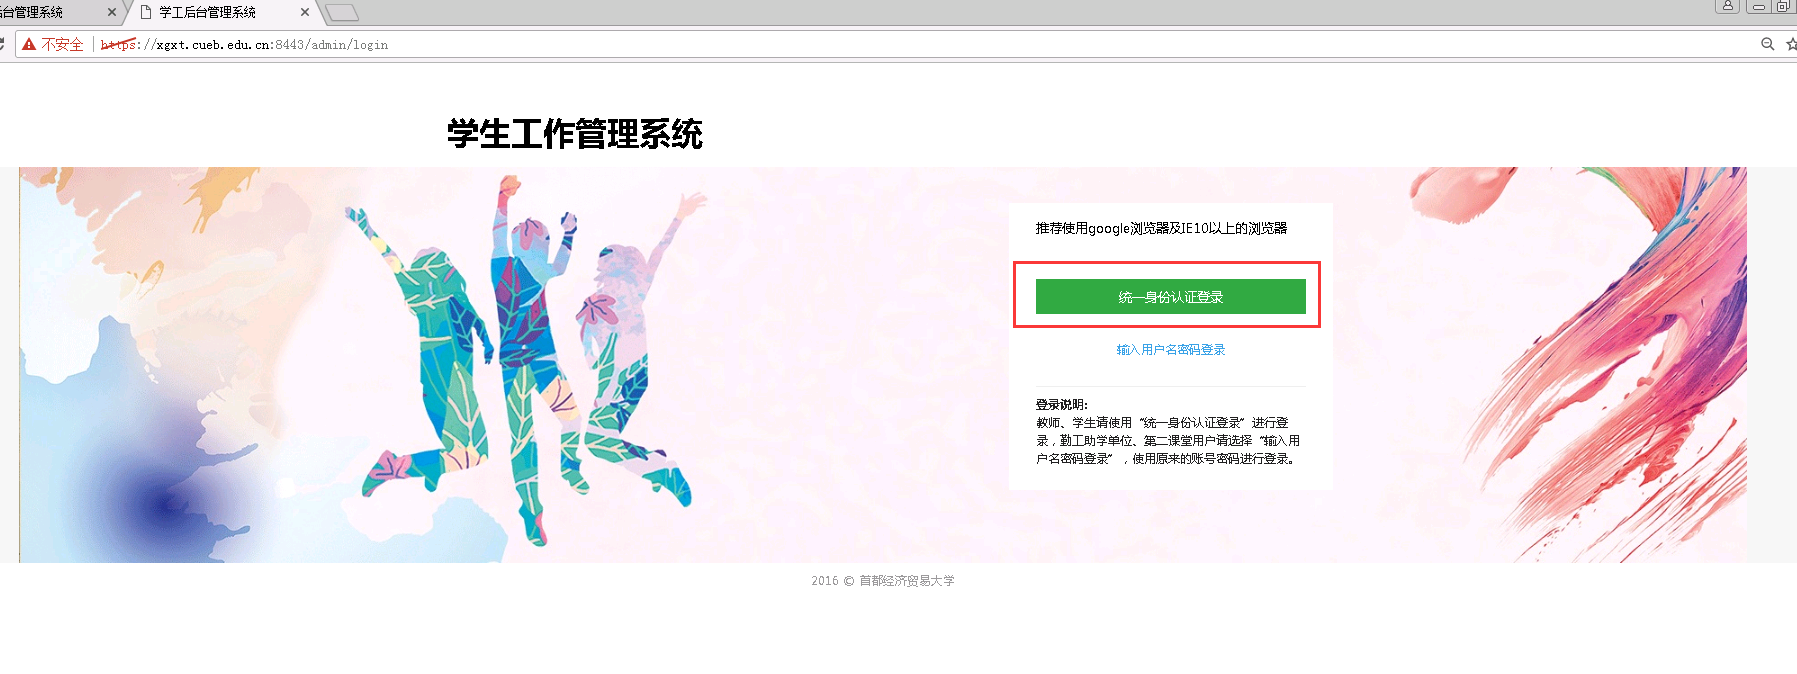 台管理系统
学工后台管理系统
不安全 https://xgxt.cueb.edu.cn:8443/admin/login
学生工作管理系统
推荐使用google浏览器及IE10以上的浏览器
统一身份认证登录
输入用户名密码登录
登录说明:
教师、学生请使用“统一身份认证登录”进行登
录，勤工助学单位、第二课堂用户请选择“输入用
户名密码登录”，使用原来的账号密码进行登录。
2016 © 首都经济贸易大学